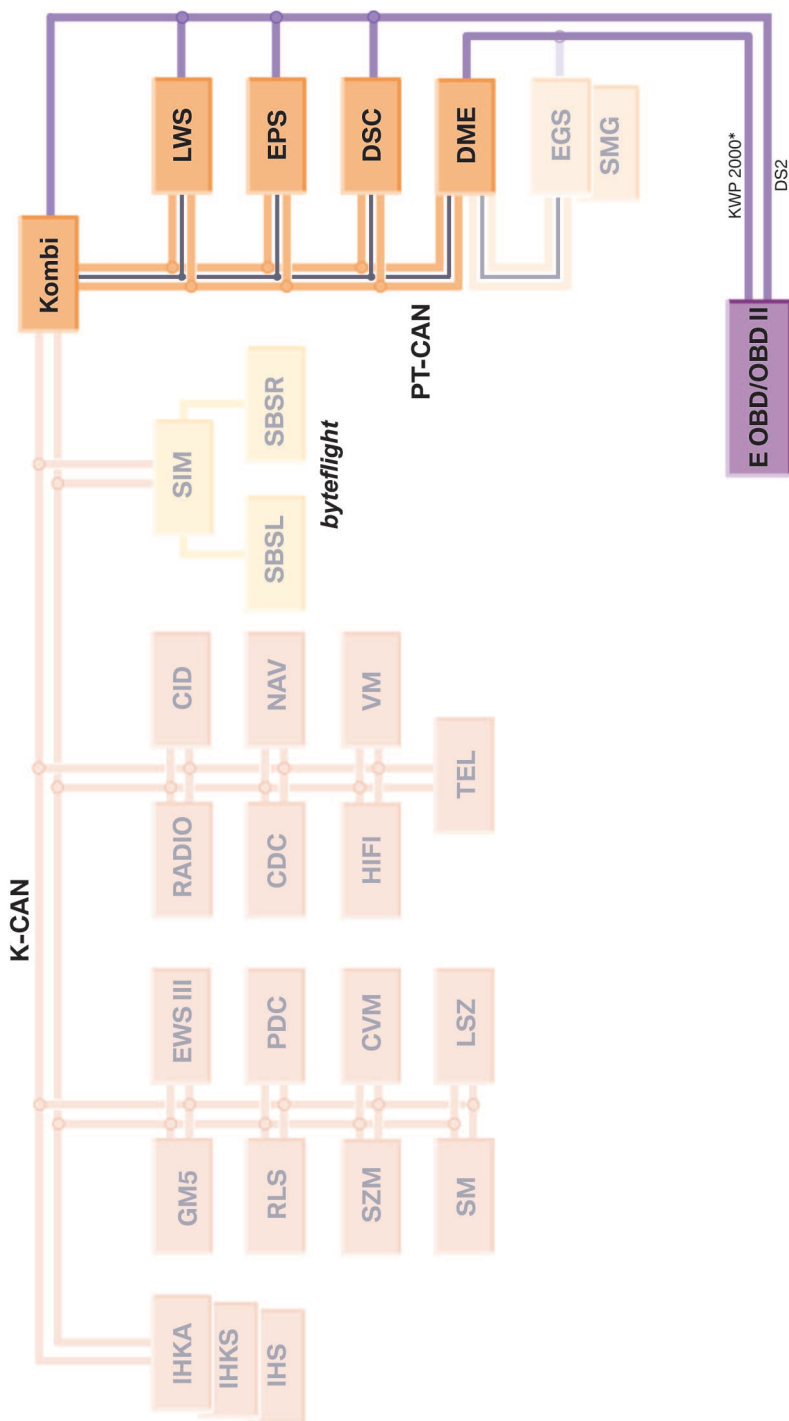 K-CAN
IHKA
IHKS
IHS
GM5
EWS III
RLS
PDC
SZM
CVM
SM
LSZ
RADIO
CID
CDC
NAV
HIFI
VM
TEL
SIM
SBSL
SBSR
byteflight
Kombi
LWS
EPS
DSC
DME
EGS
SMG
PT-CAN
KWP 2000*
DS2
E OBD/OBD II